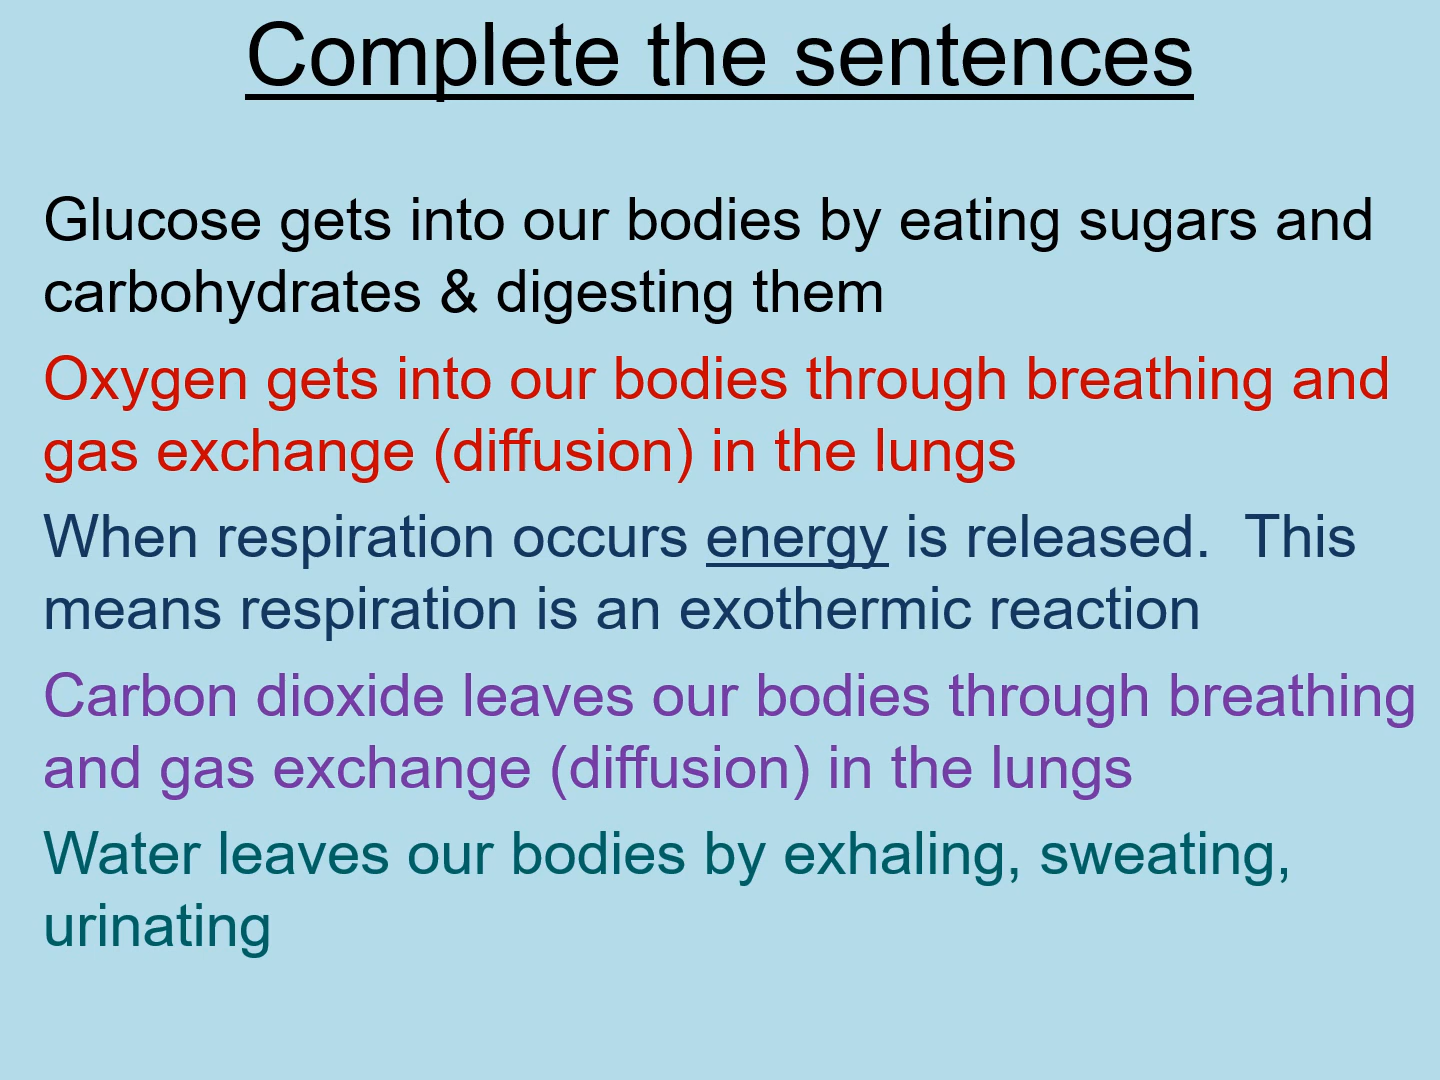 Complete the sentences
Glucose gets into our bodies by eating sugars and
carbohydrates & digesting them
Oxygen gets into our bodies through breathing and
gas exchange (diffusion) in the lungs
When respiration occurs energy is released.  This
means respiration is an exothermic reaction
Carbon dioxide leaves our bodies through breathing
and gas exchange (diffusion) in the lungs
Water leaves our bodies by exhaling, sweating,
urinating